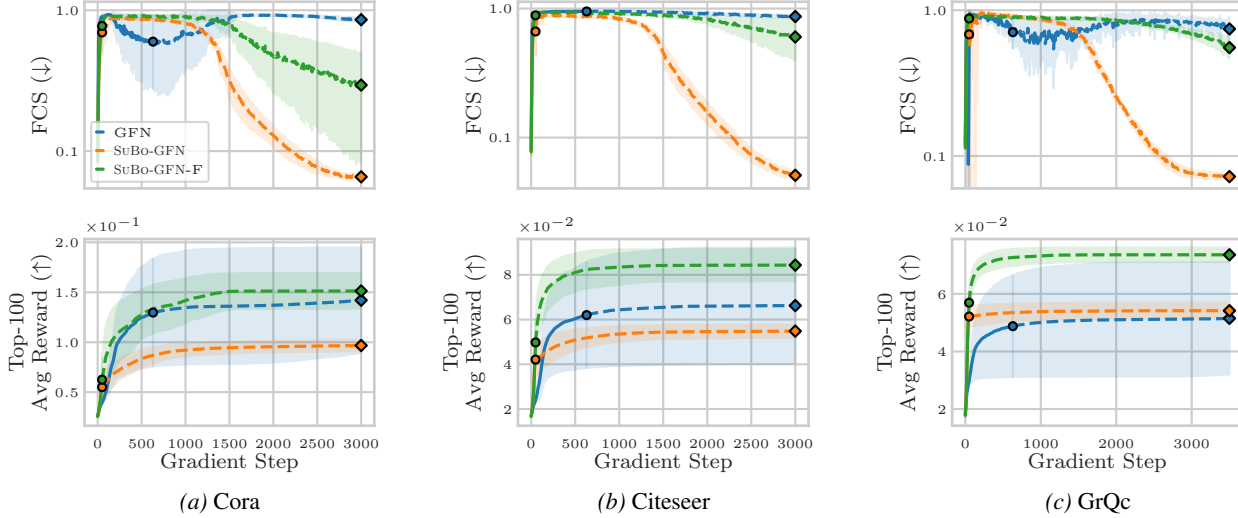 FCS (↓)
1.0
0.1
GFN
SUBO-GFN
SUBO-GFN-F
FCS (↓)
1.0
0.1
FCS (↓)
1.0
0.1
×10⁻¹
Top-100
Avg Reward (↑)
2.0
1.5
1.0
0.5
0 500 1000 1500 2000 2500 3000
Gradient Step
(a) Cora
×10⁻²
Top-100
Avg Reward (↑)
8
6
4
2
0 500 1000 1500 2000 2500 3000
Gradient Step
(b) Citeseer
×10⁻²
Top-100
Avg Reward (↑)
6
4
2
0 1000 2000 3000
Gradient Step
(c) GrQc